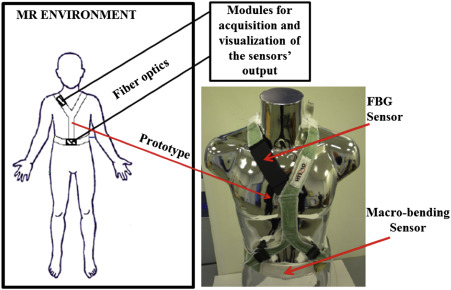 MR ENVIRONMENT
Modules for
acquisition and
visualization of
the sensors'
output
Fiber optics
Prototype
FBG
Sensor
Macro-bending
Sensor